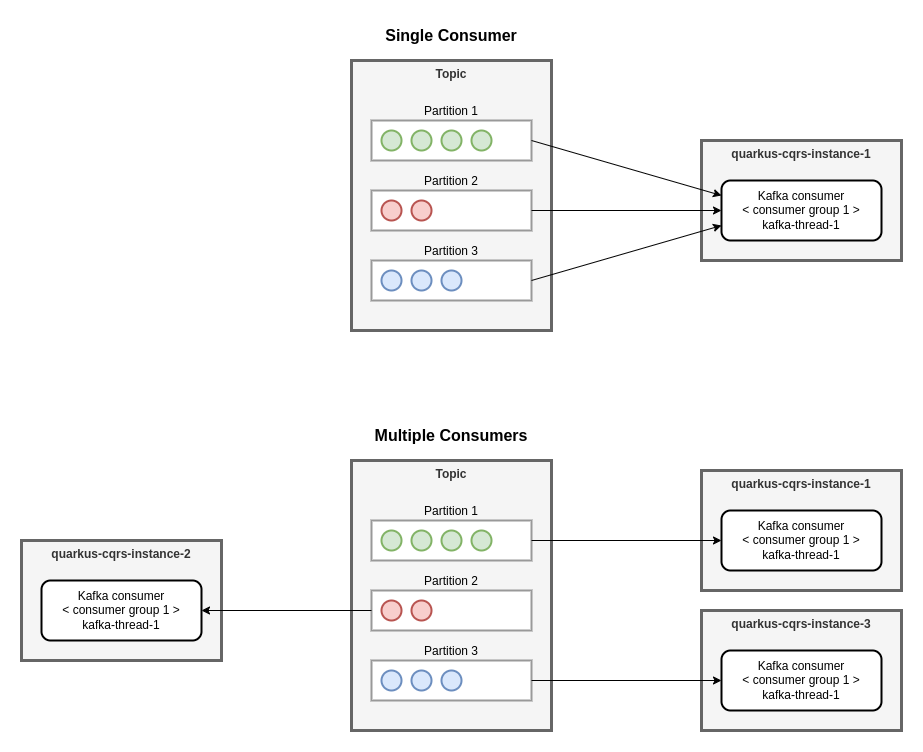 Single Consumer
Topic
Partition 1
Partition 2
Partition 3
quarkus-cqrs-instance-1
Kafka consumer
< consumer group 1 >
kafka-thread-1
Multiple Consumers
Topic
Partition 1
Partition 2
Partition 3
quarkus-cqrs-instance-2
Kafka consumer
< consumer group 1 >
kafka-thread-1
quarkus-cqrs-instance-1
Kafka consumer
< consumer group 1 >
kafka-thread-1
quarkus-cqrs-instance-3
Kafka consumer
< consumer group 1 >
kafka-thread-1